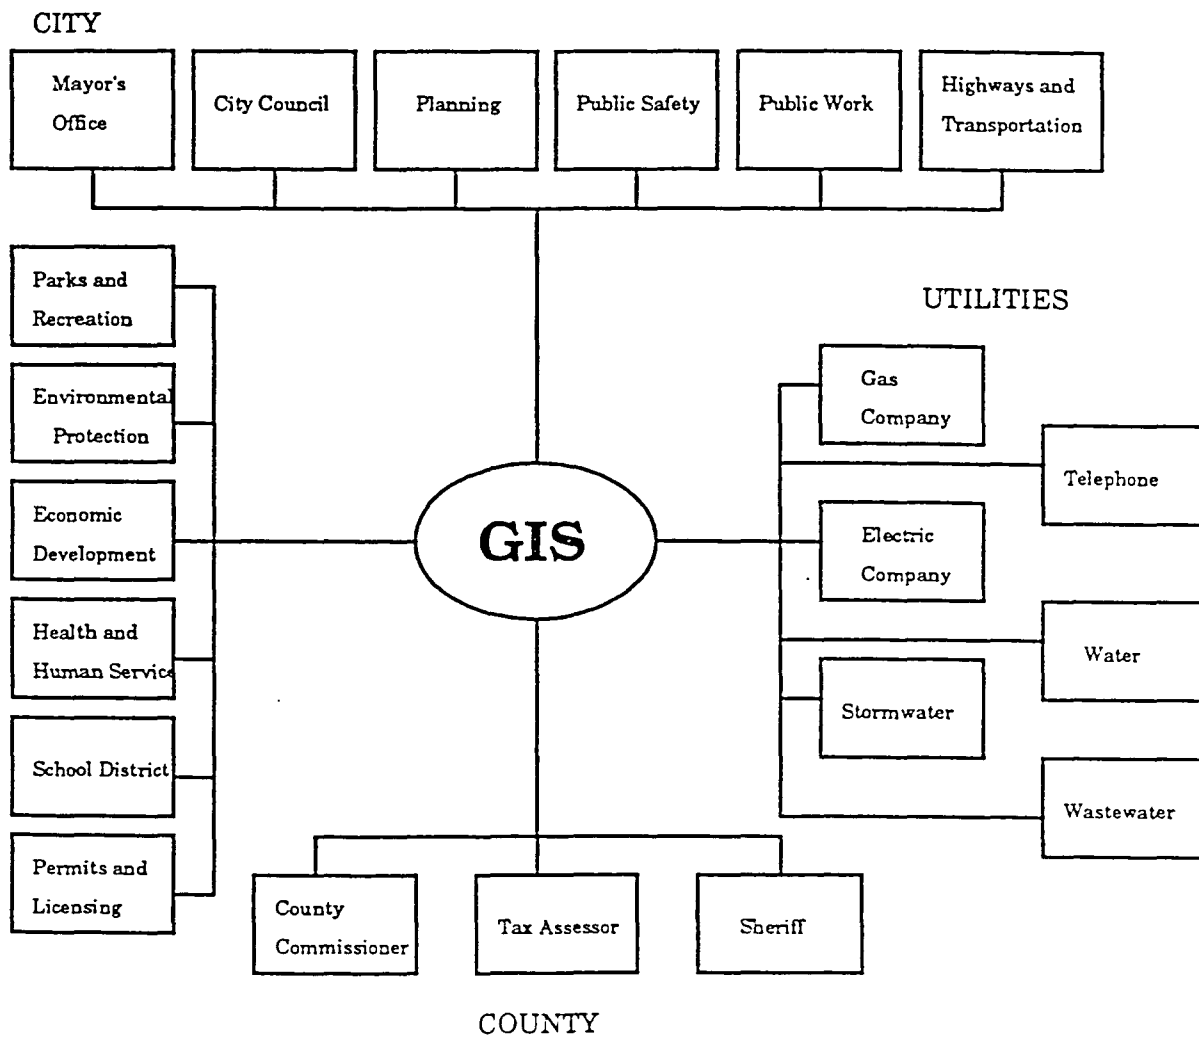 CITY
Mayor's
Office
City Council
Planning
Public Safety
Public Work
Highways and
Transportation
Parks and
Recreation
Environmental
Protection
Economic
Development
Health and
Human Service
School District
Permits and
Licensing
GIS
UTILITIES
Gas
Company
Telephone
Electric
Company
Water
Stormwater
Wastewater
County
Commissioner
Tax Assessor
Sheriff
COUNTY